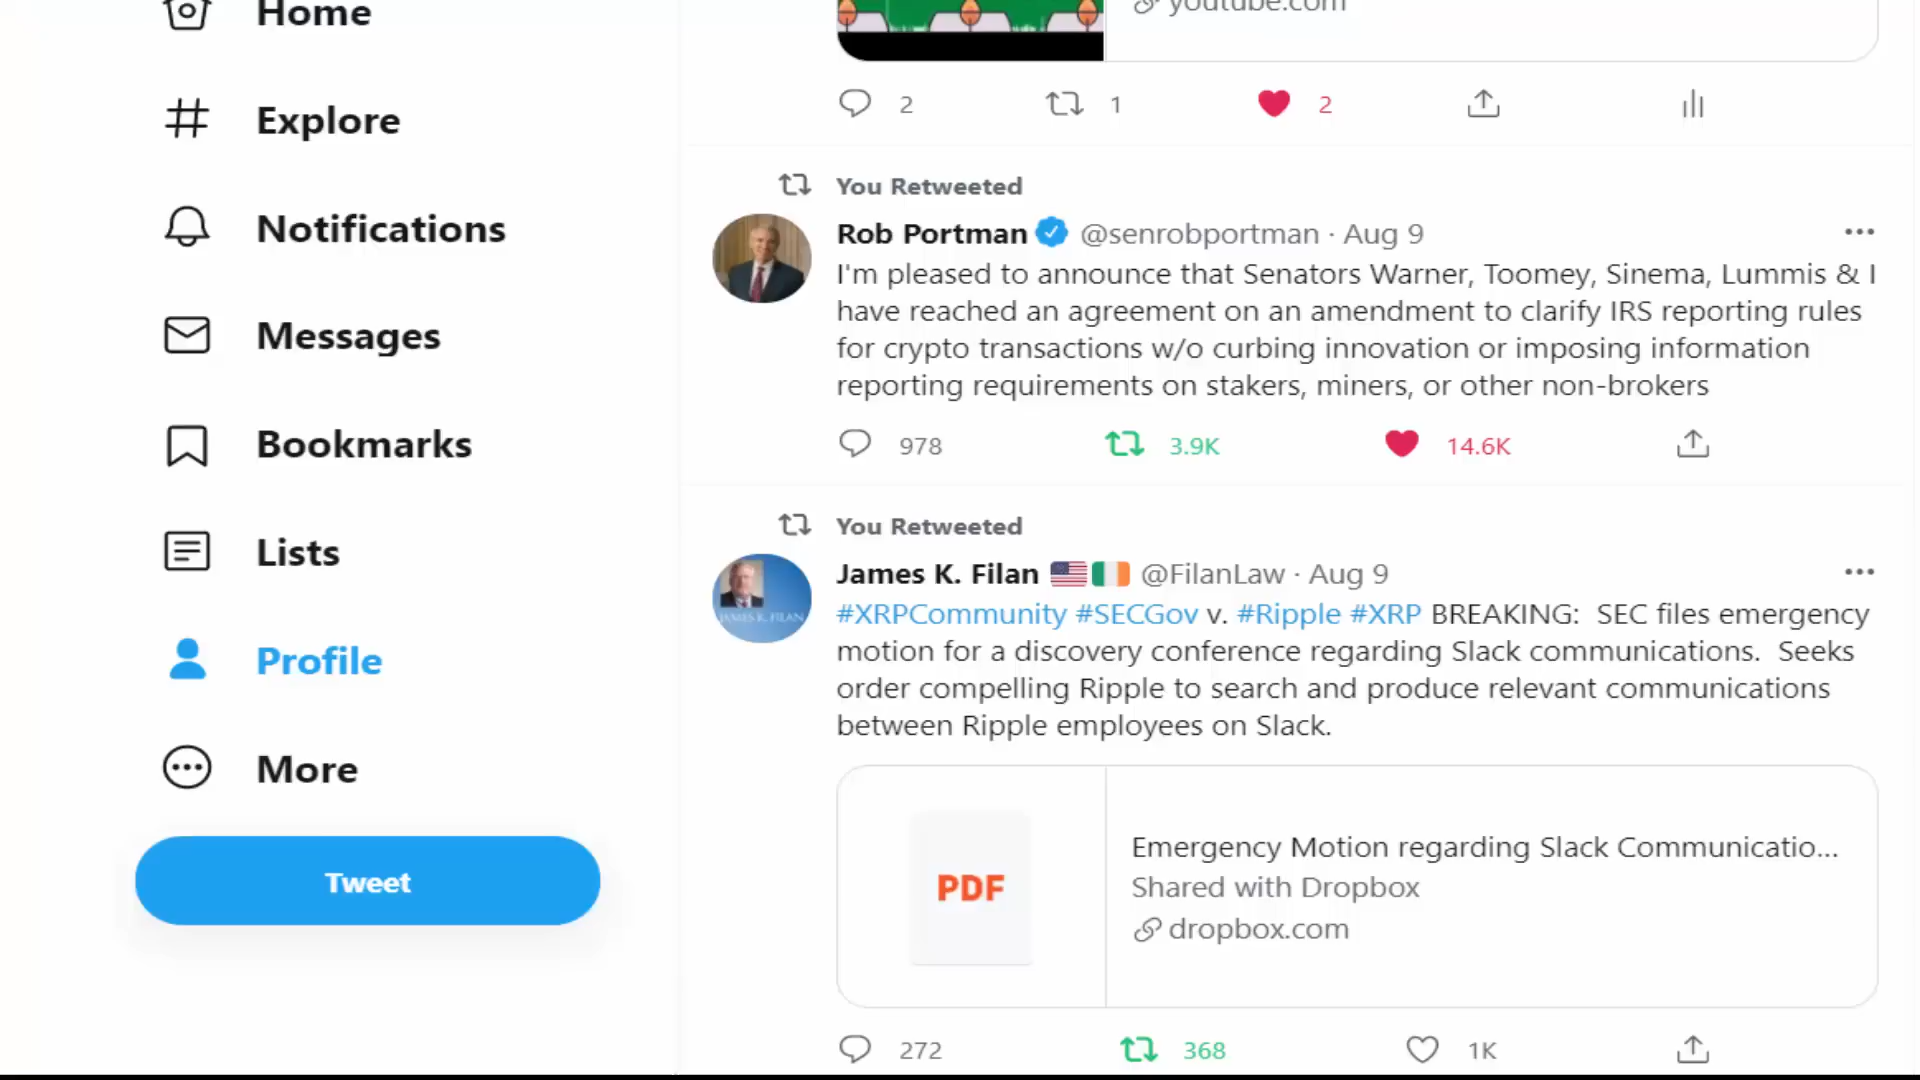 Home
Explore
Notifications
Messages
Bookmarks
Lists
Profile
More
Tweet
youtube.com
2 1 2
You Retweeted
Rob Portman @senrobportman · Aug 9
I'm pleased to announce that Senators Warner, Toomey, Sinema, Lummis & I
have reached an agreement on an amendment to clarify IRS reporting rules
for crypto transactions w/o curbing innovation or imposing information
reporting requirements on stakers, miners, or other non-brokers
978 3.9K 14.6K
You Retweeted
James K. Filan 🇺🇸🇮🇪 @FilanLaw · Aug 9
JAMES K. FILAN
#XRPCommunity #SECGov v. #Ripple #XRP BREAKING: SEC files emergency
motion for a discovery conference regarding Slack communications. Seeks
order compelling Ripple to search and produce relevant communications
between Ripple employees on Slack.
PDF
Emergency Motion regarding Slack Communicatio...
Shared with Dropbox
dropbox.com
272 368 1K